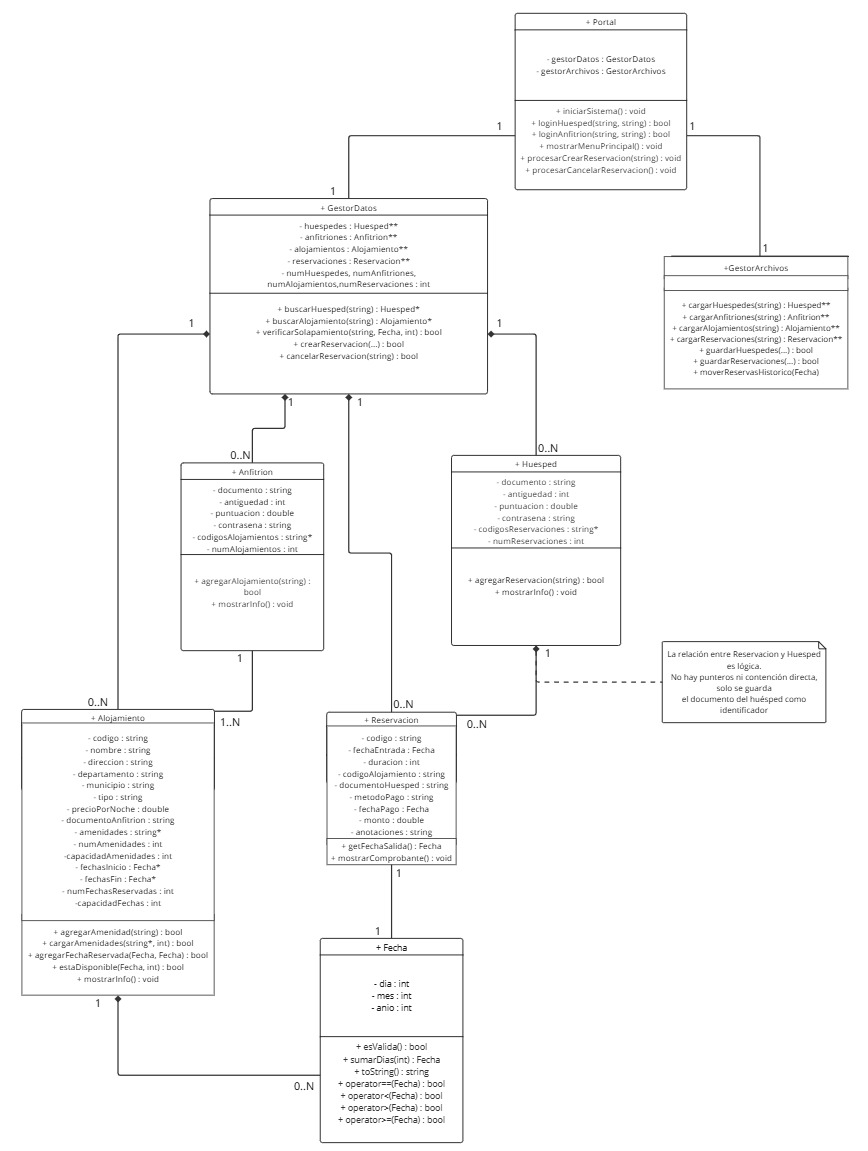 + Portal
- gestorDatos : GestorDatos
- gestorArchivos : GestorArchivos
+ iniciarSistema() : void
+ loginHuesped(string, string) : bool
+ loginAnfitrion(string, string) : bool
+ mostrarMenuPrincipal() : void
+ procesarCrearReservacion(string) : void
+ procesarCancelarReservacion() : void
1
1
1
1
+ GestorDatos
- huespedes : Huesped**
- anfitriones : Anfitrion**
- alojamientos : Alojamiento**
- reservaciones : Reservacion**
- numHuespedes, numAnfitriones,
numAlojamientos,numReservaciones : int
+ buscarHuesped(string) : Huesped*
+ buscarAlojamiento(string) : Alojamiento*
+ verificarSolapamiento(string, Fecha, int) : bool
+ crearReservacion(...) : bool
+ cancelarReservacion(string) : bool
+GestorArchivos
+ cargarHuespedes(string) : Huesped**
+ cargarAnfitriones(string) : Anfitrion**
+ cargarAlojamientos(string) : Alojamiento**
+ cargarReservaciones(string) : Reservacion**
+ guardarHuespedes(...) : bool
+ guardarReservaciones(...) : bool
+ moverReservasHistorico(Fecha)
1
1
1
1
0..N
0..N
+ Anfitrion
- documento : string
- antiguedad : int
- puntuacion : double
- contrasena : string
- codigosAlojamientos : string*
- numAlojamientos : int
+ agregarAlojamiento(string) :
bool
+ mostrarInfo() : void
+ Huesped
- documento : string
- antiguedad : int
- puntuacion : double
- contrasena : string
- codigosReservaciones : string*
- numReservaciones : int
+ agregarReservacion(string) : bool
+ mostrarInfo() : void
1
1
La relación entre Reservacion y Huesped
es lógica.
No hay punteros ni contención directa,
solo se guarda
el documento del huésped como
identificador
0..N
1..N
0..N
0..N
+ Alojamiento
- codigo : string
- nombre : string
- direccion : string
- departamento : string
- municipio : string
- tipo : string
- precioPorNoche : double
- documentoAnfitrion : string
- amenidades : string*
- numAmenidades : int
-capacidadAmenidades : int
- fechasInicio : Fecha*
- fechasFin : Fecha*
- numFechasReservadas : int
-capacidadFechas : int
+ agregarAmenidad(string) : bool
+ cargarAmenidades(string*, int) : bool
+ agregarFechaReservada(Fecha, Fecha) : bool
+ estaDisponible(Fecha, int) : bool
+ mostrarInfo() : void
+ Reservacion
- codigo : string
- fechaEntrada : Fecha
- duracion : int
- codigoAlojamiento : string
- documentoHuesped : string
- metodoPago : string
- fechaPago : Fecha
- monto : double
- anotaciones : string
+ getFechaSalida() : Fecha
+ mostrarComprobante() : void
1
1
+ Fecha
- dia : int
- mes : int
- anio : int
+ esValida() : bool
+ sumarDias(int) : Fecha
+ toString() : string
+ operator==(Fecha) : bool
+ operator<(Fecha) : bool
+ operator>(Fecha) : bool
+ operator>=(Fecha) : bool
1
0..N